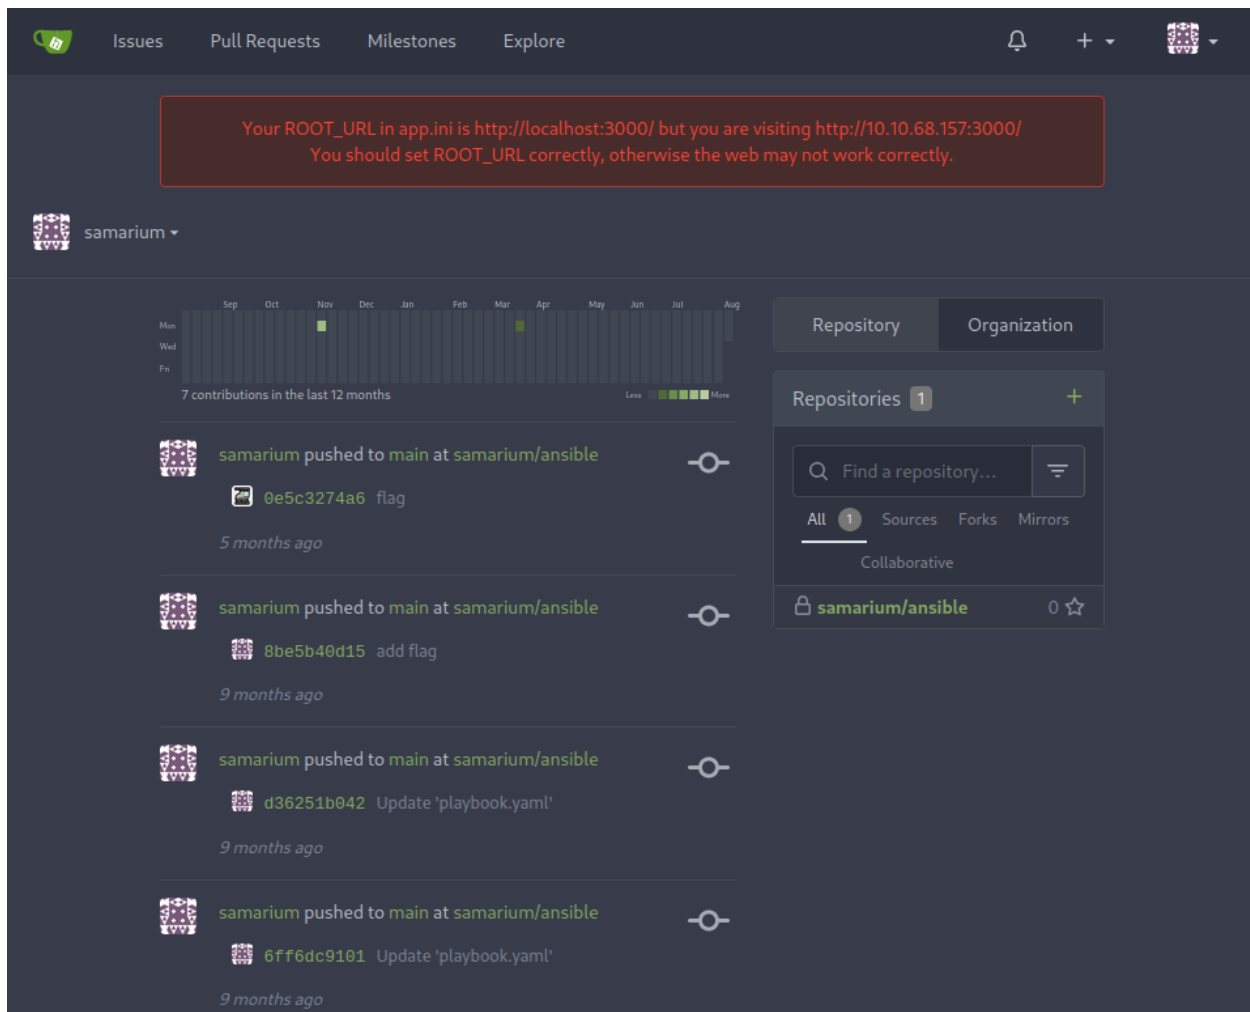 Issues Pull Requests Milestones Explore
Your ROOT_URL in app.ini is http://localhost:3000/ but you are visiting http://10.10.68.157:3000/
You should set ROOT_URL correctly, otherwise the web may not work correctly.
samarium
Sep Oct Nov Dec Jan Feb Mar Apr May Jun Jul Aug
Mon
Wed
Fri
7 contributions in the last 12 months
Less More
samarium pushed to main at samarium/ansible
0e5c3274a6 flag
5 months ago
samarium pushed to main at samarium/ansible
8be5b40d15 add flag
9 months ago
samarium pushed to main at samarium/ansible
d36251b042 Update 'playbook.yaml'
9 months ago
samarium pushed to main at samarium/ansible
6ff6dc9101 Update 'playbook.yaml'
9 months ago
Repository Organization
Repositories 1
Find a repository...
All 1 Sources Forks Mirrors
Collaborative
samarium/ansible 0